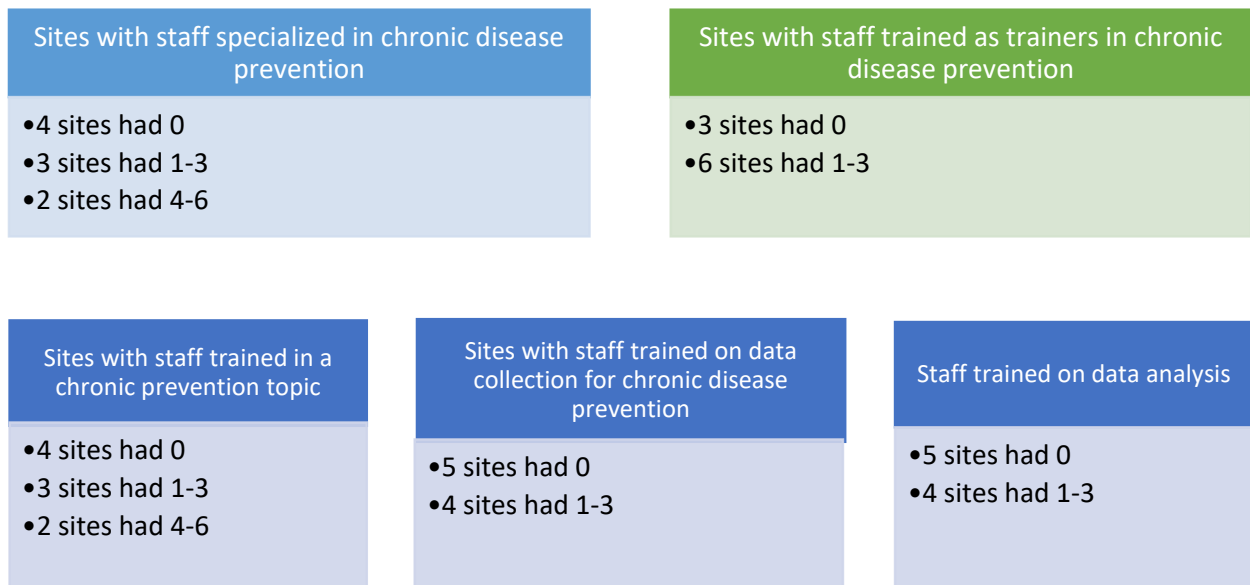 Sites with staff specialized in chronic disease
prevention
•4 sites had 0
•3 sites had 1-3
•2 sites had 4-6
Sites with staff trained as trainers in chronic
disease prevention
•3 sites had 0
•6 sites had 1-3
Sites with staff trained in a
chronic prevention topic
•4 sites had 0
•3 sites had 1-3
•2 sites had 4-6
Sites with staff trained on data
collection for chronic disease
prevention
•5 sites had 0
•4 sites had 1-3
Staff trained on data analysis
•5 sites had 0
•4 sites had 1-3